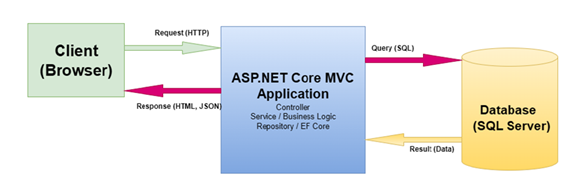 Client
(Browser)
Request (HTTP)
Response (HTML, JSON)
ASP.NET Core MVC
Application
Controller
Service / Business Logic
Repository / EF Core
Query (SQL)
Result (Data)
Database
(SQL Server)